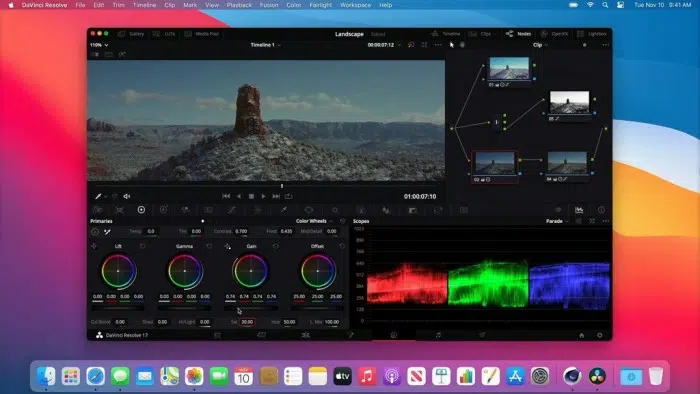 DaVinci Resolve File Edit Trim Timeline Clip Mark View Playback Fusion Color Fairlight Workspace Help Tue Nov 10 9:41 AM
Gallery LUTs Media Pool Landscape Edited Timeline Clips Nodes OpenFX Lightbox
119% Timeline 1 00:00:07:12 Clip
01
05
03
04
01:00:07:10
Primaries Color Wheels Scopes Parade
Temp 0.0 Tint 0.00 Contrast 0.700 Pivot 0.435 Mid/Detail 0.00
Lift Gamma Gain Offset
1023
896
768
640
512
384
256
128
0
0.00 0.00 0.00 0.00 0.00 0.00 0.00 0.00 0.74 0.74 0.74 0.74 25.00 25.00 25.00
Col Boost 0.00 Shad 0.00 Hi/Light 0.00 Sat 20.00 Hue 50.00 L. Mix 100.00
DaVinci Resolve 17
NOV
10
tv